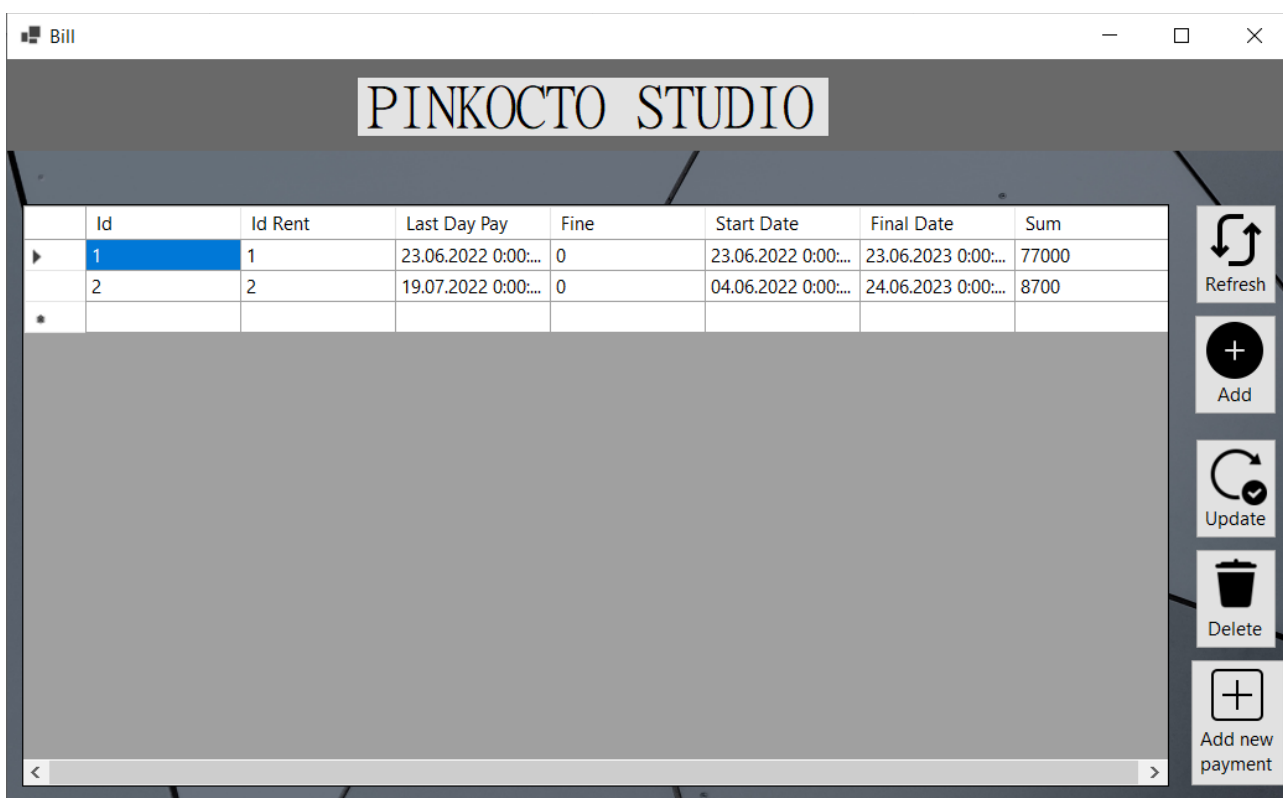 Bill
PINKOCTO STUDIO
Id Id Rent Last Day Pay Fine Start Date Final Date Sum
1 1 23.06.2022 0:00:... 0 23.06.2022 0:00:... 23.06.2023 0:00:... 77000
2 2 19.07.2022 0:00:... 0 04.06.2022 0:00:... 24.06.2023 0:00:... 8700
Refresh
Add
Update
Delete
Add new
payment